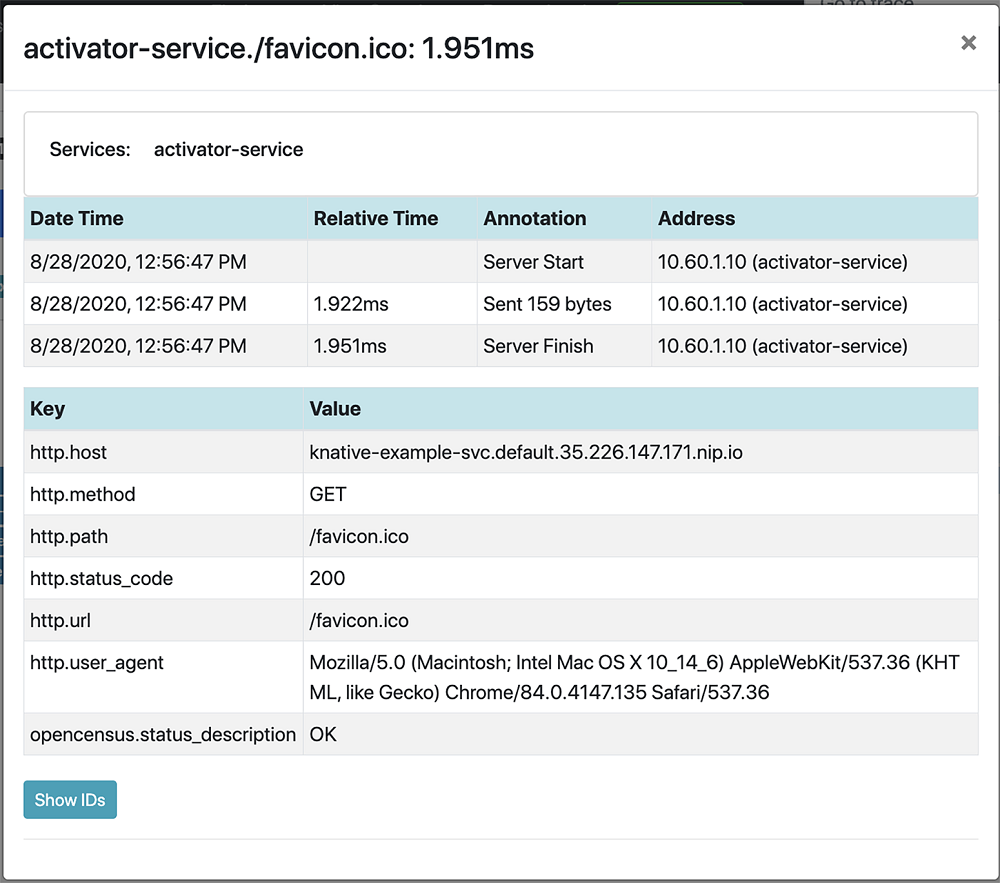 Go to trace
activator-service./favicon.ico: 1.951ms
×
Services: activator-service
Date Time Relative Time Annotation Address
8/28/2020, 12:56:47 PM Server Start 10.60.1.10 (activator-service)
8/28/2020, 12:56:47 PM 1.922ms Sent 159 bytes 10.60.1.10 (activator-service)
8/28/2020, 12:56:47 PM 1.951ms Server Finish 10.60.1.10 (activator-service)
Key Value
http.host knative-example-svc.default.35.226.147.171.nip.io
http.method GET
http.path /favicon.ico
http.status_code 200
http.url /favicon.ico
http.user_agent Mozilla/5.0 (Macintosh; Intel Mac OS X 10_14_6) AppleWebKit/537.36 (KHT
ML, like Gecko) Chrome/84.0.4147.135 Safari/537.36
opencensus.status_description OK
Show IDs